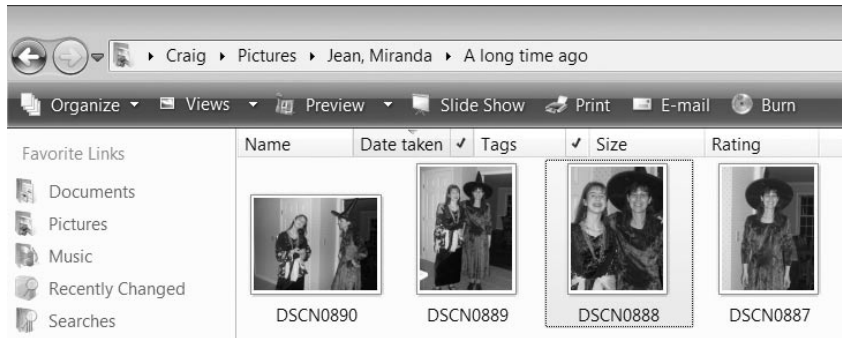 Craig Pictures Jean, Miranda A long time ago
Organize Views Preview Slide Show Print E-mail Burn
Favorite Links
Documents
Pictures
Music
Recently Changed
Searches
Name Date taken Tags Size Rating
DSCN0890 DSCN0889 DSCN0888 DSCN0887